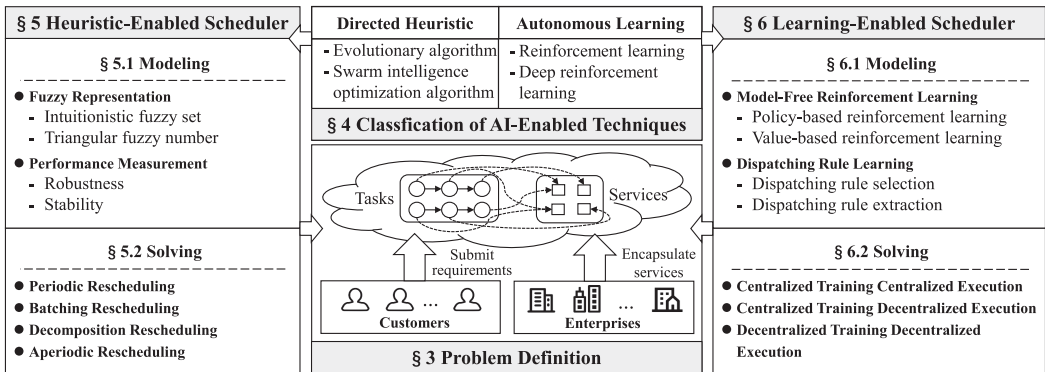 § 5 Heuristic-Enabled Scheduler
§ 5.1 Modeling
● Fuzzy Representation
- Intuitionistic fuzzy set
- Triangular fuzzy number
● Performance Measurement
- Robustness
- Stability
§ 5.2 Solving
● Periodic Rescheduling
● Batching Rescheduling
● Decomposition Rescheduling
● Aperiodic Rescheduling
Directed Heuristic
- Evolutionary algorithm
- Swarm intelligence
optimization algorithm
Autonomous Learning
- Reinforcement learning
- Deep reinforcement
learning
§ 4 Classfication of AI-Enabled Techniques
Tasks
Services
Submit
requirements
Encapsulate
services
...
Customers
...
Enterprises
§ 3 Problem Definition
§ 6 Learning-Enabled Scheduler
§ 6.1 Modeling
● Model-Free Reinforcement Learning
- Policy-based reinforcement learning
- Value-based reinforcement learning
● Dispatching Rule Learning
- Dispatching rule selection
- Dispatching rule extraction
§ 6.2 Solving
● Centralized Training Centralized Execution
● Centralized Training Decentralized Execution
● Decentralized Training Decentralized
Execution